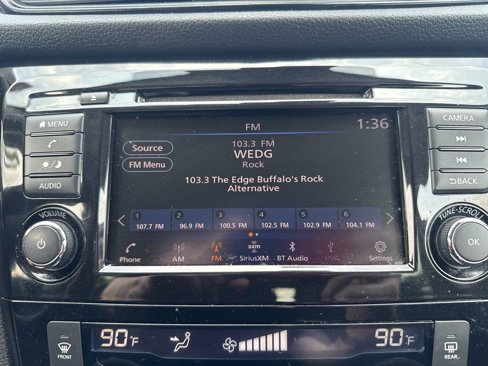 MENU
CAMERA
FM
1:36
Source
103.3 FM
WEDG
FM Menu
Rock
AUDIO
BACK
103.3 The Edge Buffalo's Rock
Alternative
VOLUME
TUNE·SCROLL
1 2 3 4 5 6
107.7 FM 96.9 FM 100.5 FM 102.5 FM 102.9 FM 104.1 FM
OK
sxm
Phone AM FM SiriusXM BT Audio USB Settings
90°F 90°F
FRONT
REAR